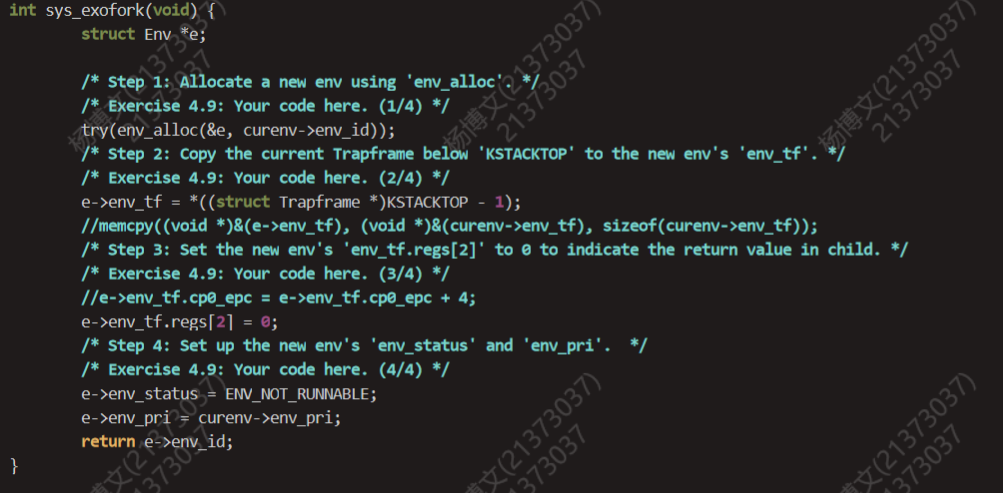 int sys_exofork(void) {
struct Env *e;
/* Step 1: Allocate a new env using 'env_alloc'. */
/* Exercise 4.9: Your code here. (1/4) */
try(env_alloc(&e, curenv->env_id));
/* Step 2: Copy the current Trapframe below 'KSTACKTOP' to the new env's 'env_tf'. */
/* Exercise 4.9: Your code here. (2/4) */
e->env_tf = *((struct Trapframe *)KSTACKTOP - 1);
//memcpy((void *)&(e->env_tf), (void *)&(curenv->env_tf), sizeof(curenv->env_tf));
/* Step 3: Set the new env's 'env_tf.regs[2]' to 0 to indicate the return value in child. */
/* Exercise 4.9: Your code here. (3/4) */
//e->env_tf.cp0_epc = e->env_tf.cp0_epc + 4;
e->env_tf.regs[2] = 0;
/* Step 4: Set up the new env's 'env_status' and 'env_pri'.  */
/* Exercise 4.9: Your code here. (4/4) */
e->env_status = ENV_NOT_RUNNABLE;
e->env_pri = curenv->env_pri;
return e->env_id;
}
杨博文(21373037)
21373037
杨博文(21373037)
21373037
杨博文(21373037)
21373037
杨博文(21373037)
21373037
杨博文(21373037)
21373037
杨博文(21373037)
21373037